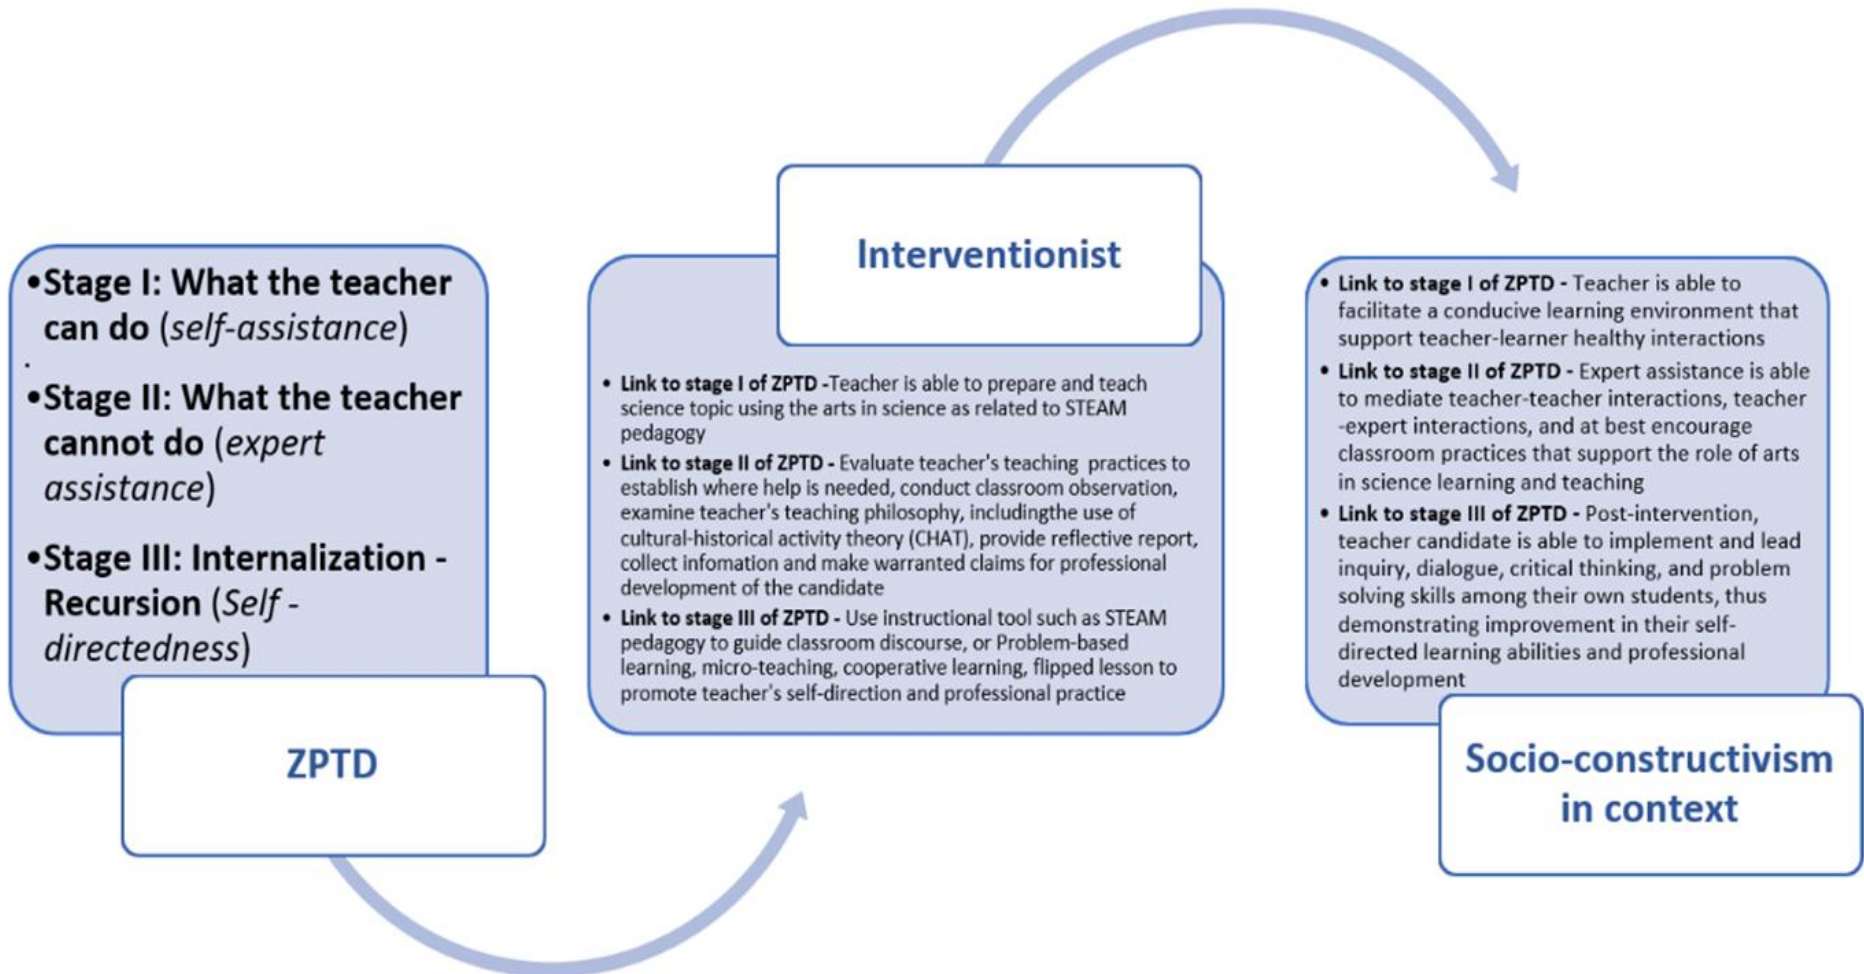 •Stage I: What the teacher
can do (self-assistance)
.
•Stage II: What the teacher
cannot do (expert
assistance)
•Stage III: Internalization -
Recursion (Self -
directedness)
ZPTD
Interventionist
• Link to stage I of ZPTD -Teacher is able to prepare and teach
science topic using the arts in science as related to STEAM
pedagogy
• Link to stage II of ZPTD - Evaluate teacher's teaching practices to
establish where help is needed, conduct classroom observation,
examine teacher's teaching philosophy, includingthe use of
cultural-historical activity theory (CHAT), provide reflective report,
collect infomation and make warranted claims for professional
development of the candidate
• Link to stage III of ZPTD - Use instructional tool such as STEAM
pedagogy to guide classroom discourse, or Problem-based
learning, micro-teaching, cooperative learning, flipped lesson to
promote teacher's self-direction and professional practice
• Link to stage I of ZPTD - Teacher is able to
facilitate a conducive learning environment that
support teacher-learner healthy interactions
• Link to stage II of ZPTD - Expert assistance is able
to mediate teacher-teacher interactions, teacher
-expert interactions, and at best encourage
classroom practices that support the role of arts
in science learning and teaching
• Link to stage III of ZPTD - Post-intervention,
teacher candidate is able to implement and lead
inquiry, dialogue, critical thinking, and problem
solving skills among their own students, thus
demonstrating improvement in their self-
directed learning abilities and professional
development
Socio-constructivism
in context